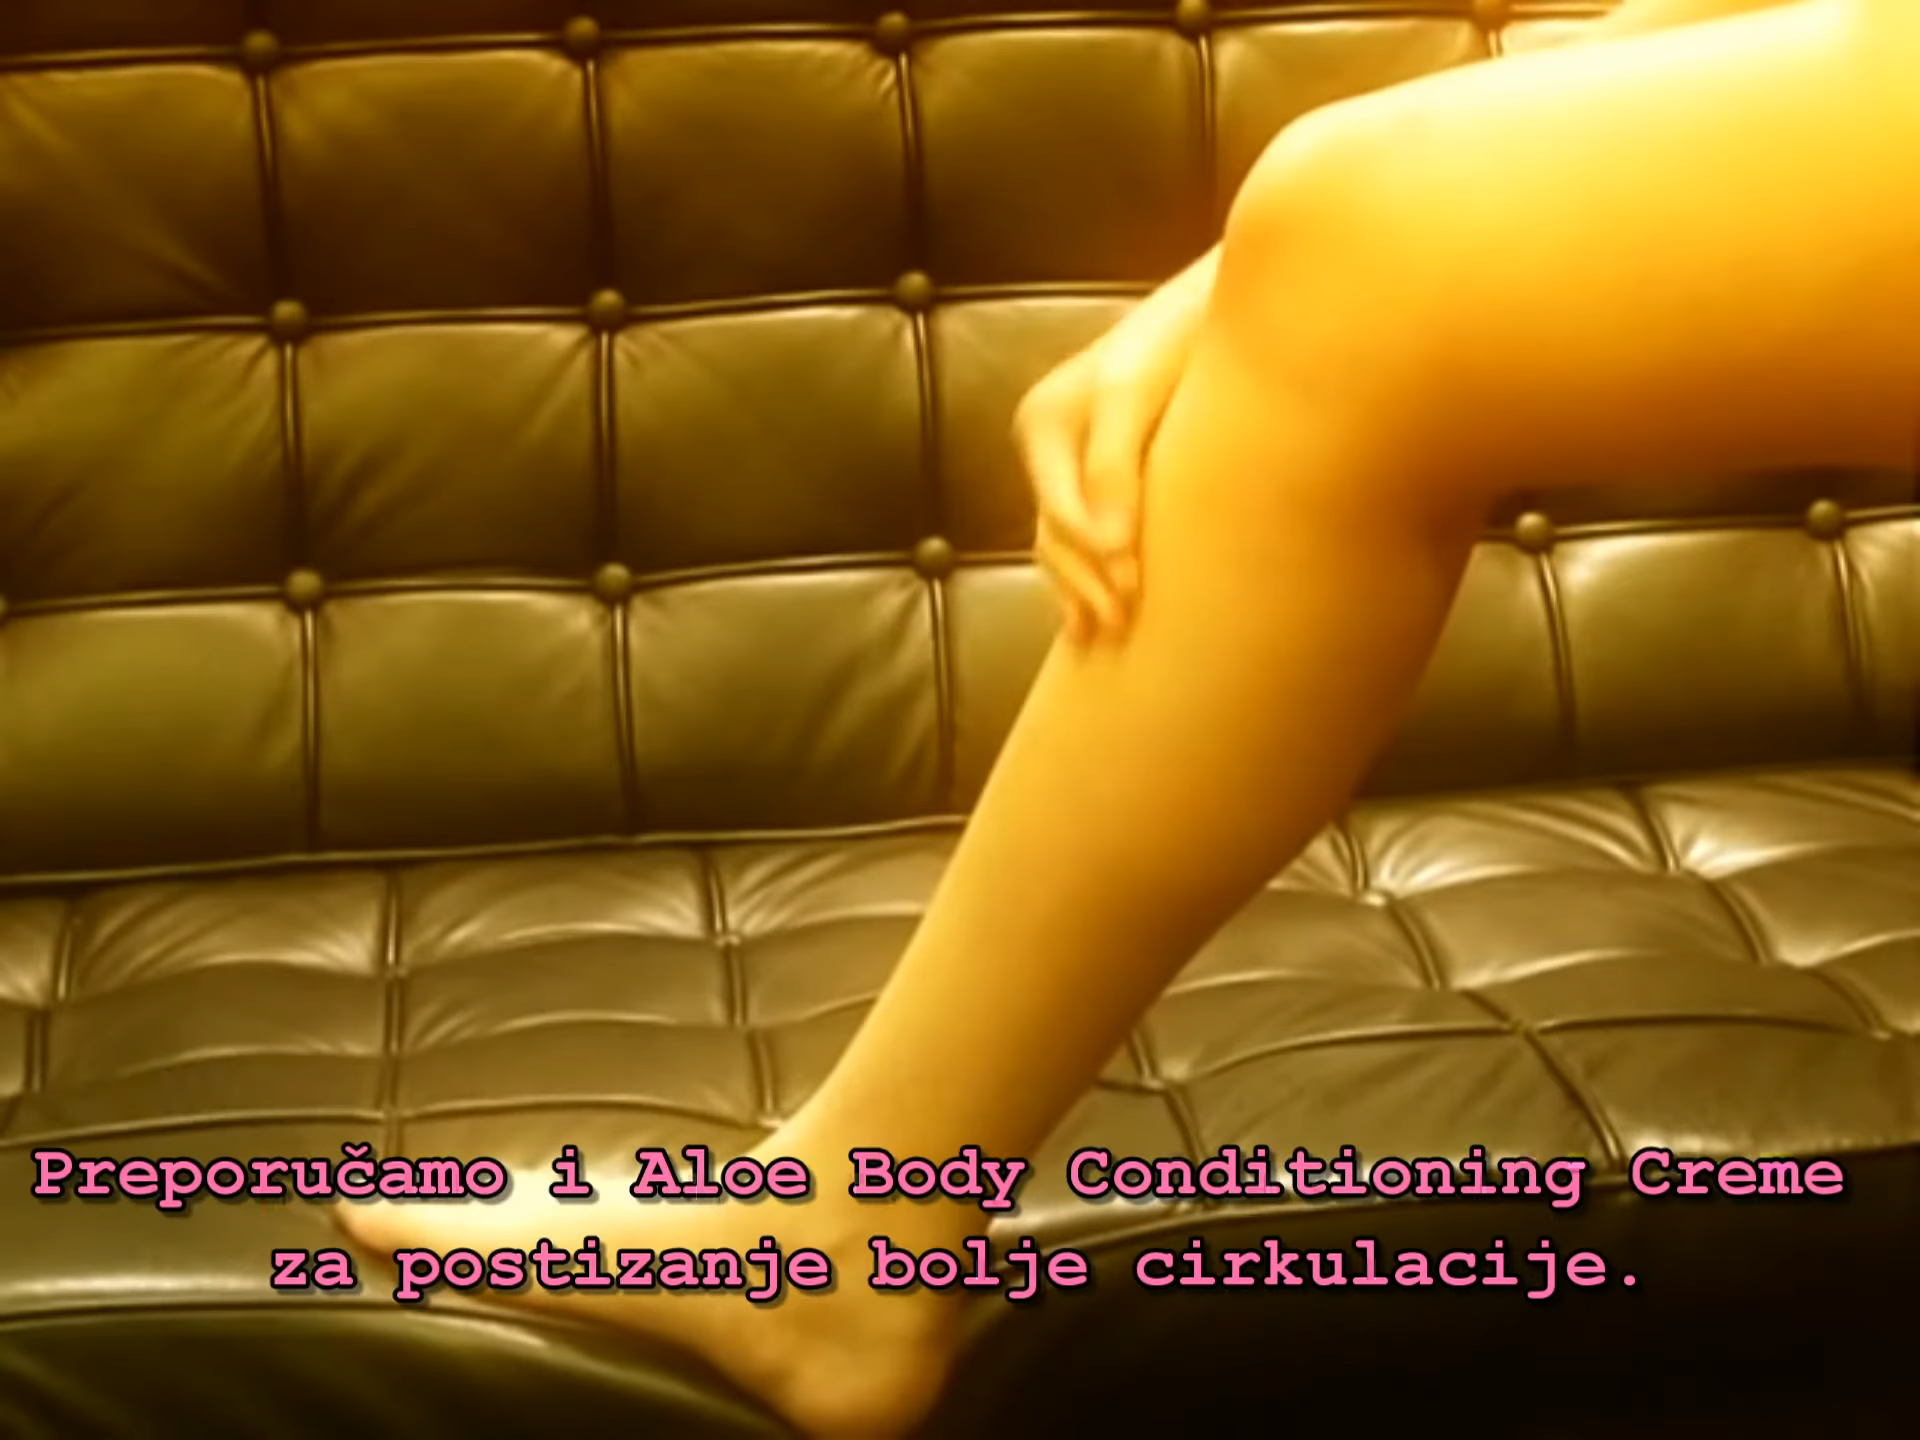 Preporučamo i Aloe Body Conditioning Creme
za postizanje bolje cirkulacije.